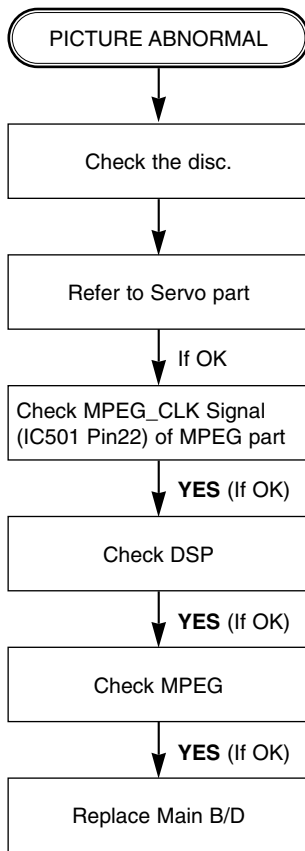 PICTURE ABNORMAL
Check the disc.
Refer to Servo part
If OK
Check MPEG_CLK Signal
(IC501 Pin22) of MPEG part
YES (If OK)
Check DSP
YES (If OK)
Check MPEG
YES (If OK)
Replace Main B/D